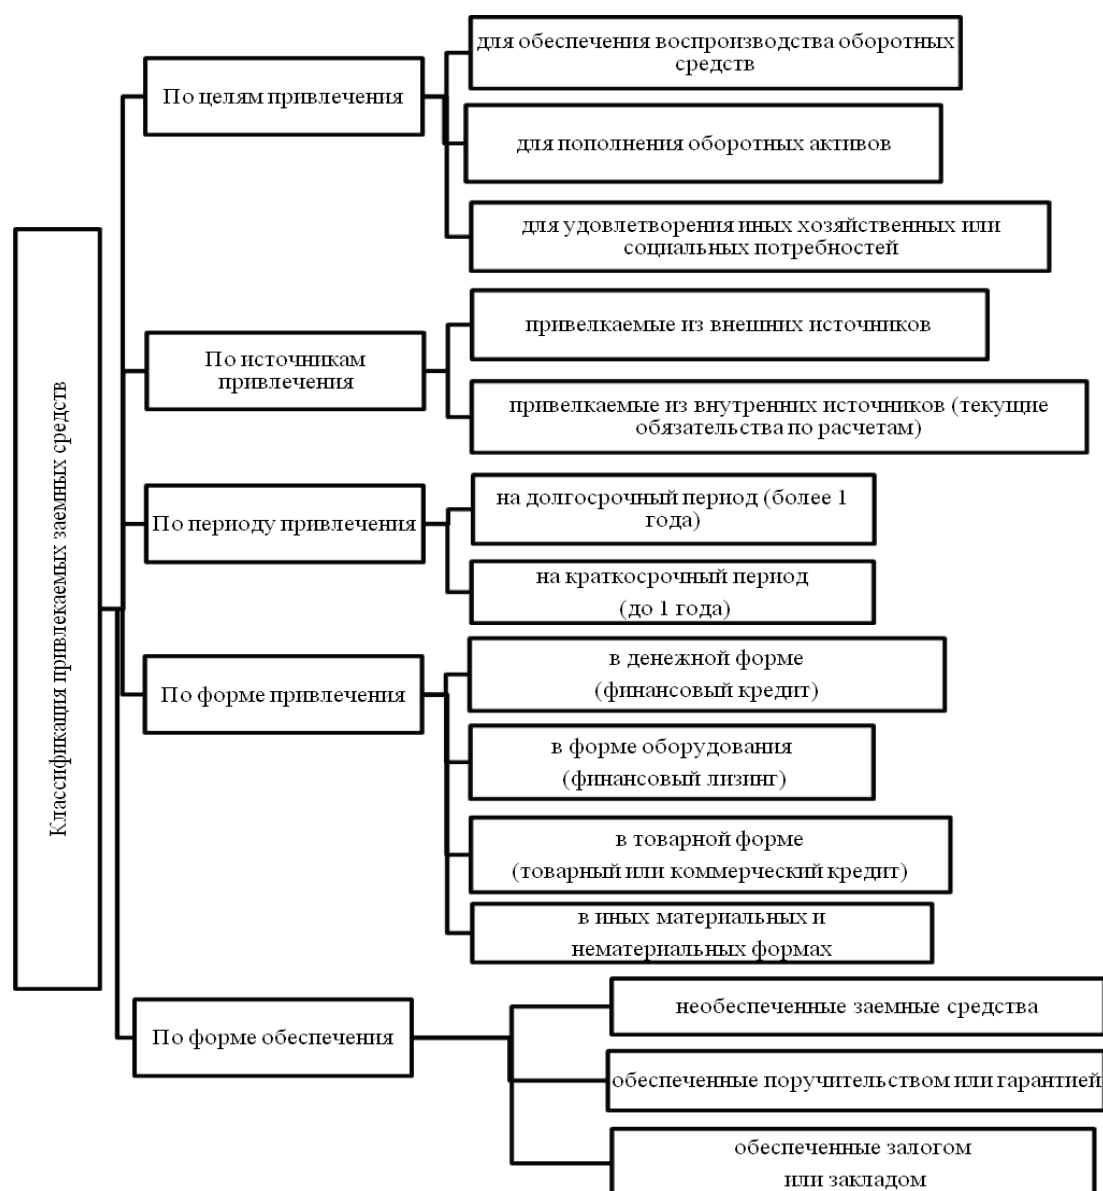 Классификация привлекаемых заемных средств
По целям привлечения
для обеспечения воспроизводства оборотных
средств
для пополнения оборотных активов
для удовлетворения иных хозяйственных или
социальных потребностей
По источникам
привлечения
привелкаемые из внешних источников
привелкаемые из внутренних источников (текущие
обязательства по расчетам)
По периоду привлечения
на долгосрочный период (более 1
года)
на краткосрочный период
(до 1 года)
По форме привлечения
в денежной форме
(финансовый кредит)
в форме оборудования
(финансовый лизинг)
в товарной форме
(товарный или коммерческий кредит)
в иных материальных и
нематериальных формах
По форме обеспечения
необеспеченные заемные средства
обеспеченные поручительством или гарантией
обеспеченные залогом
или закладом